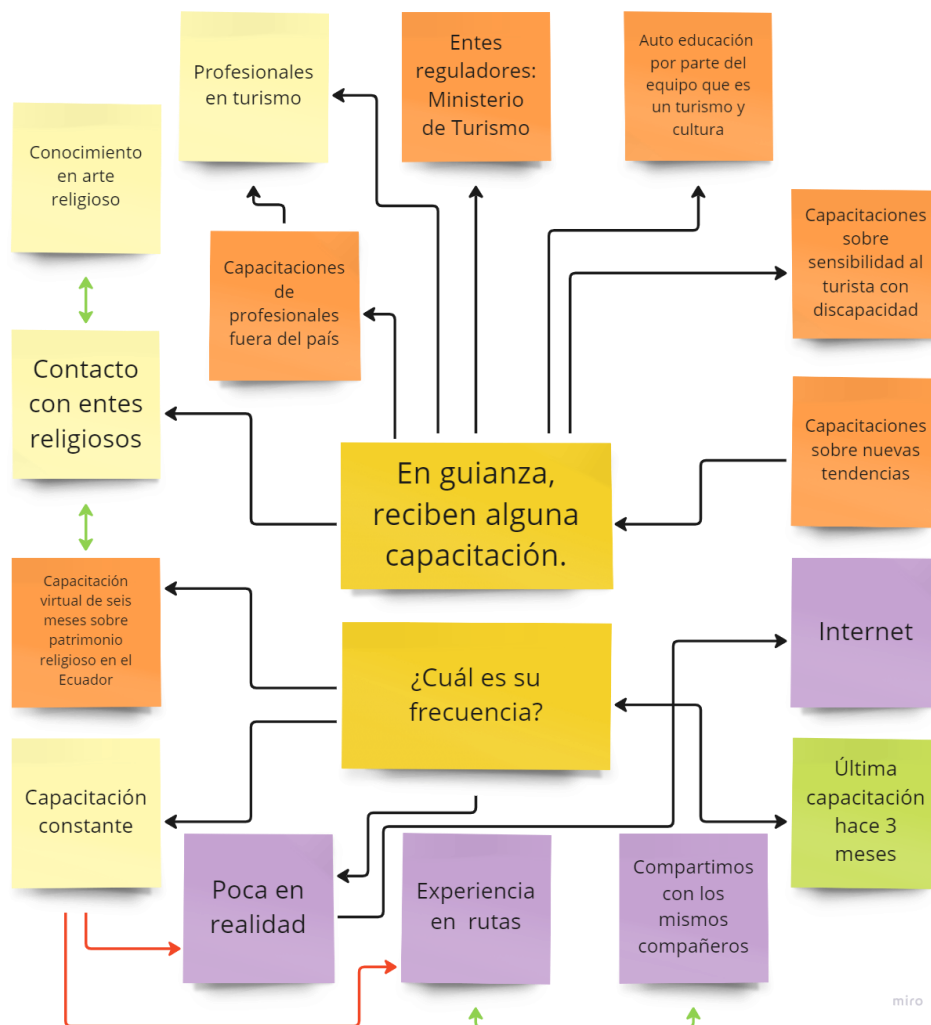 Profesionales
en turismo
Entes
reguladores:
Ministerio
de Turismo
Auto educación
por parte del
equipo que es
un turismo y
cultura
Conocimiento
en arte
religioso
Capacitaciones
sobre
sensibilidad al
turista con
discapacidad
Capacitaciones
de
profesionales
fuera del país
Contacto
con entes
religiosos
Capacitaciones
sobre nuevas
tendencias
En guianza,
reciben alguna
capacitación.
Capacitación
virtual de seis
meses sobre
patrimonio
religioso en el
Ecuador
Internet
¿Cuál es su
frecuencia?
Capacitación
constante
Última
capacitación
hace 3
meses
Poca en
realidad
Experiencia
en rutas
Compartimos
con los
mismos
compañeros
miro